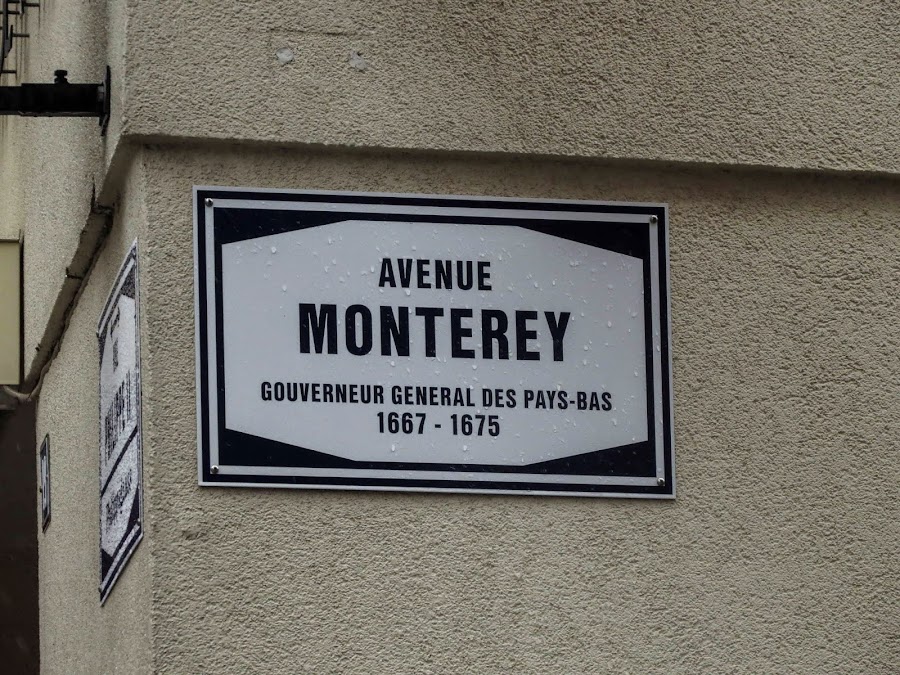 AVENUE
MONTEREY
GOUVERNEUR GENERAL DES PAYS-BAS
1667 - 1675